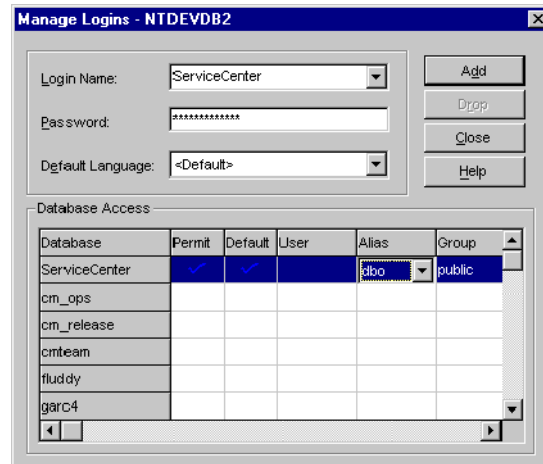 Manage Logins - NTDEVDB2
Login Name: ServiceCenter
Password: *************
Default Language: <Default>
Add
Drop
Close
Help
Database Access
Database Permit Default User Alias Group
ServiceCenter dbo public
cm_ops
cm_release
cmteam
fluddy
garc4